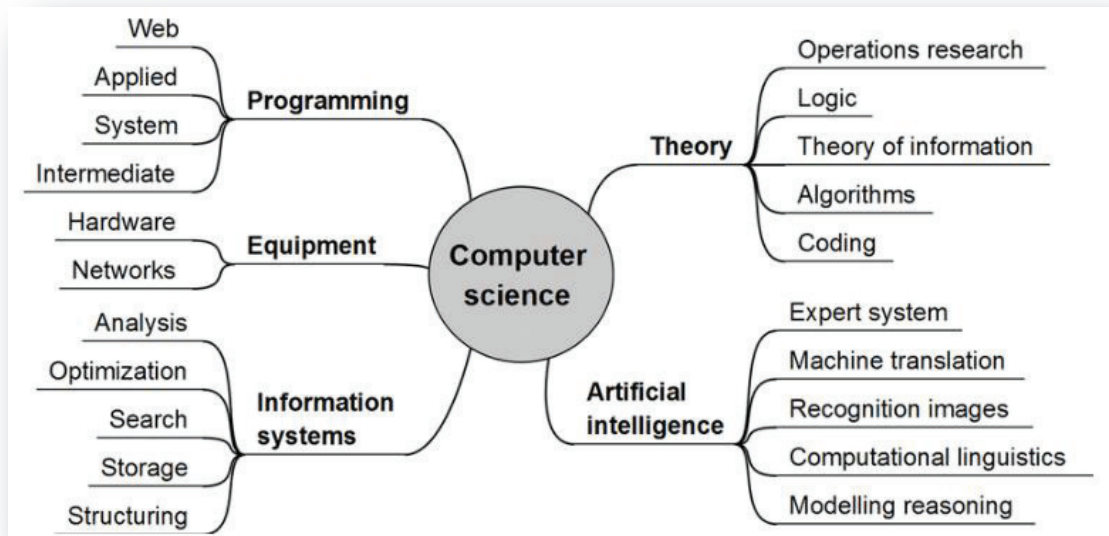 Web
Applied
System
Intermediate
Programming
Hardware
Networks
Equipment
Analysis
Optimization
Search
Storage
Structuring
Information
systems
Computer
science
Theory
Operations research
Logic
Theory of information
Algorithms
Coding
Artificial
intelligence
Expert system
Machine translation
Recognition images
Computational linguistics
Modelling reasoning